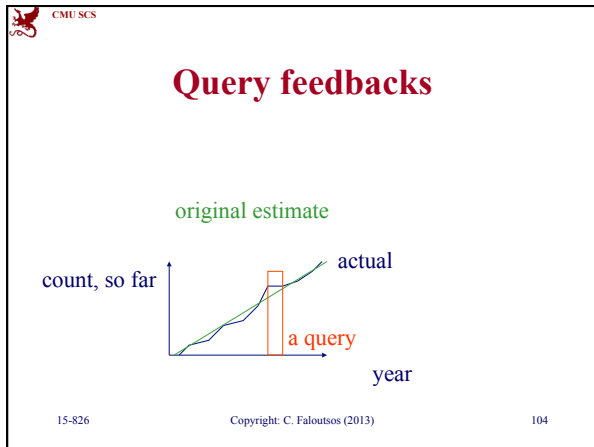 CMU SCS
Query feedbacks
original estimate
actual
count, so far
a query
year
15-826 Copyright: C. Faloutsos (2013) 104